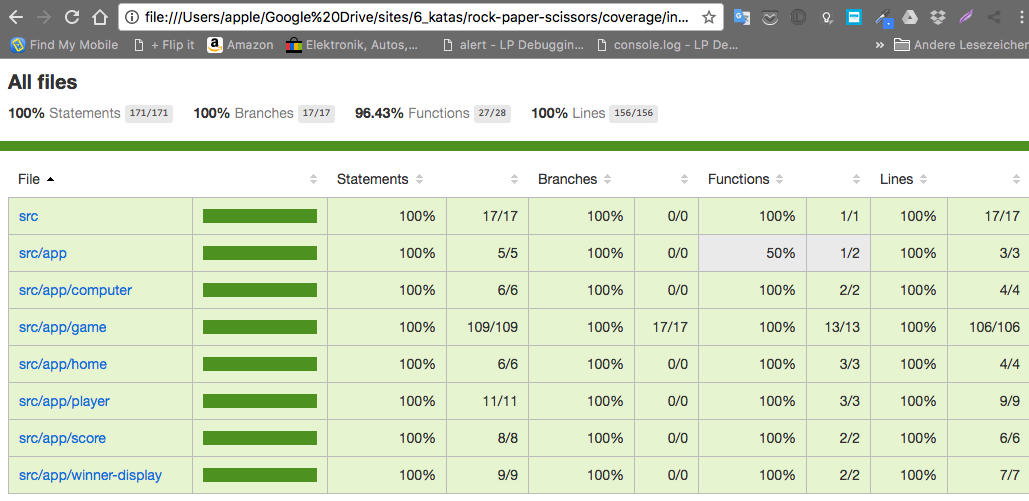 file:///Users/apple/Google%20Drive/sites/6_katas/rock-paper-scissors/coverage/in...
Find My Mobile + Flip it Amazon Elektronik, Autos,... alert - LP Debuggin... console.log - LP De... » Andere Lesezeichen
All files
100% Statements 171/171 100% Branches 17/17 96.43% Functions 27/28 100% Lines 156/156
File Statements Branches Functions Lines
src 100% 17/17 100% 0/0 100% 1/1 100% 17/17
src/app 100% 5/5 100% 0/0 50% 1/2 100% 3/3
src/app/computer 100% 6/6 100% 0/0 100% 2/2 100% 4/4
src/app/game 100% 109/109 100% 17/17 100% 13/13 100% 106/106
src/app/home 100% 6/6 100% 0/0 100% 3/3 100% 4/4
src/app/player 100% 11/11 100% 0/0 100% 3/3 100% 9/9
src/app/score 100% 8/8 100% 0/0 100% 2/2 100% 6/6
src/app/winner-display 100% 9/9 100% 0/0 100% 2/2 100% 7/7